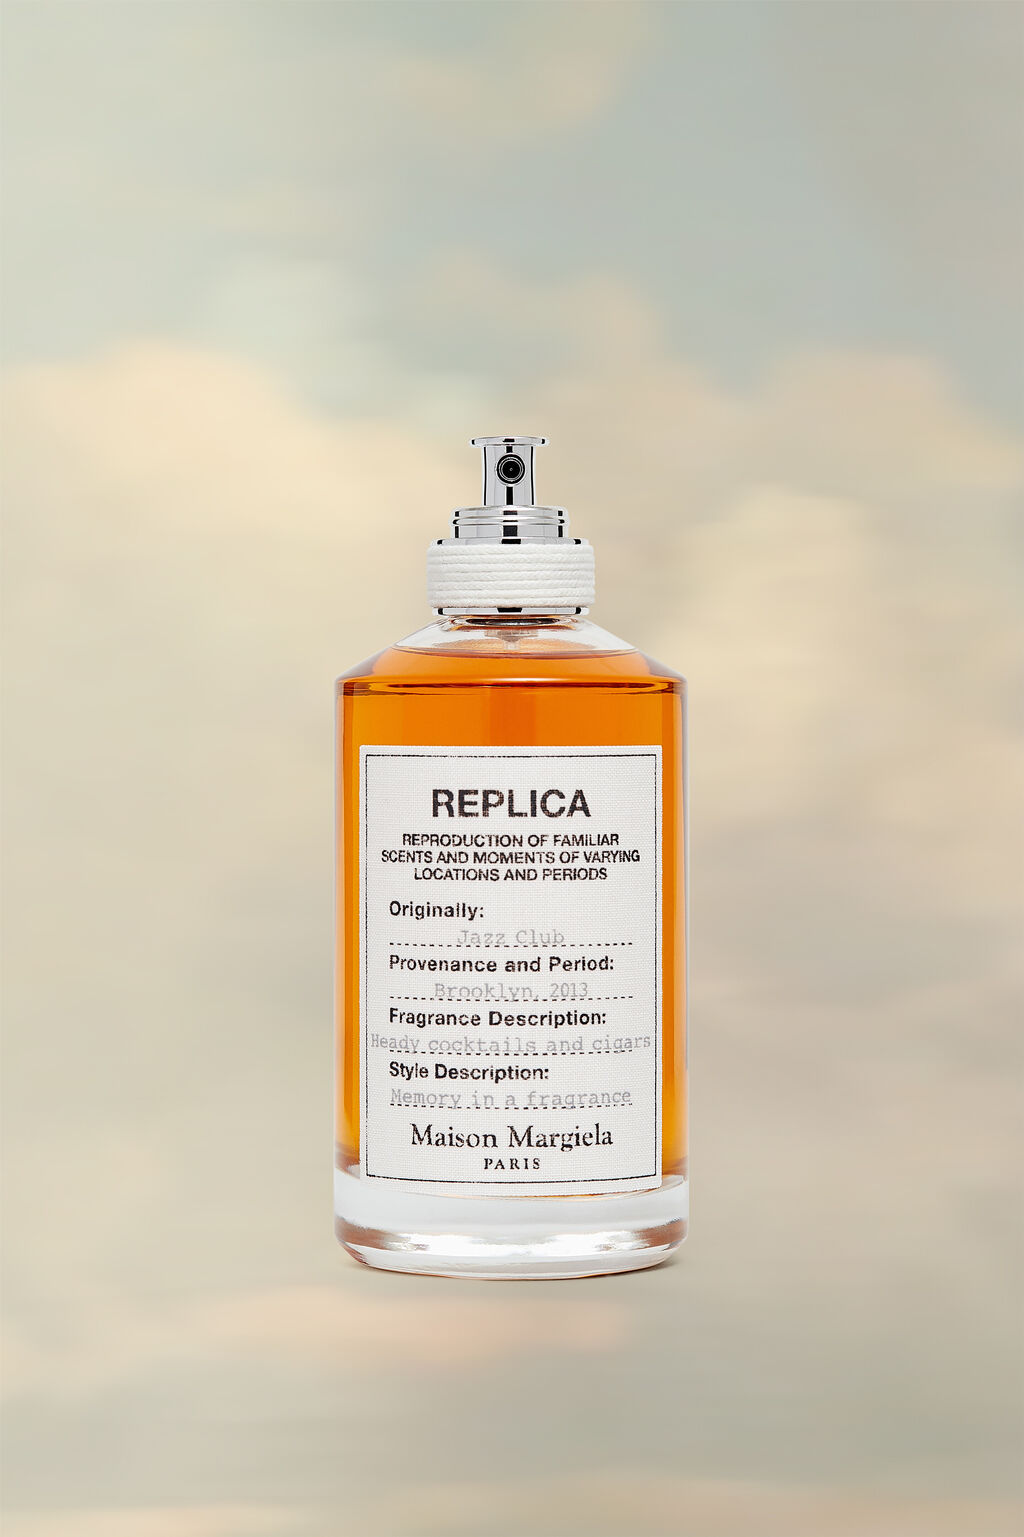 REPLICA
REPRODUCTION OF FAMILIAR
SCENTS AND MOMENTS OF VARYING
LOCATIONS AND PERIODS
Originally:
Jazz Club
Provenance and Period:
Brooklyn, 2013
Fragrance Description:
Heady cocktails and cigars
Style Description:
Memory in a fragrance
Maison Margiela
PARIS